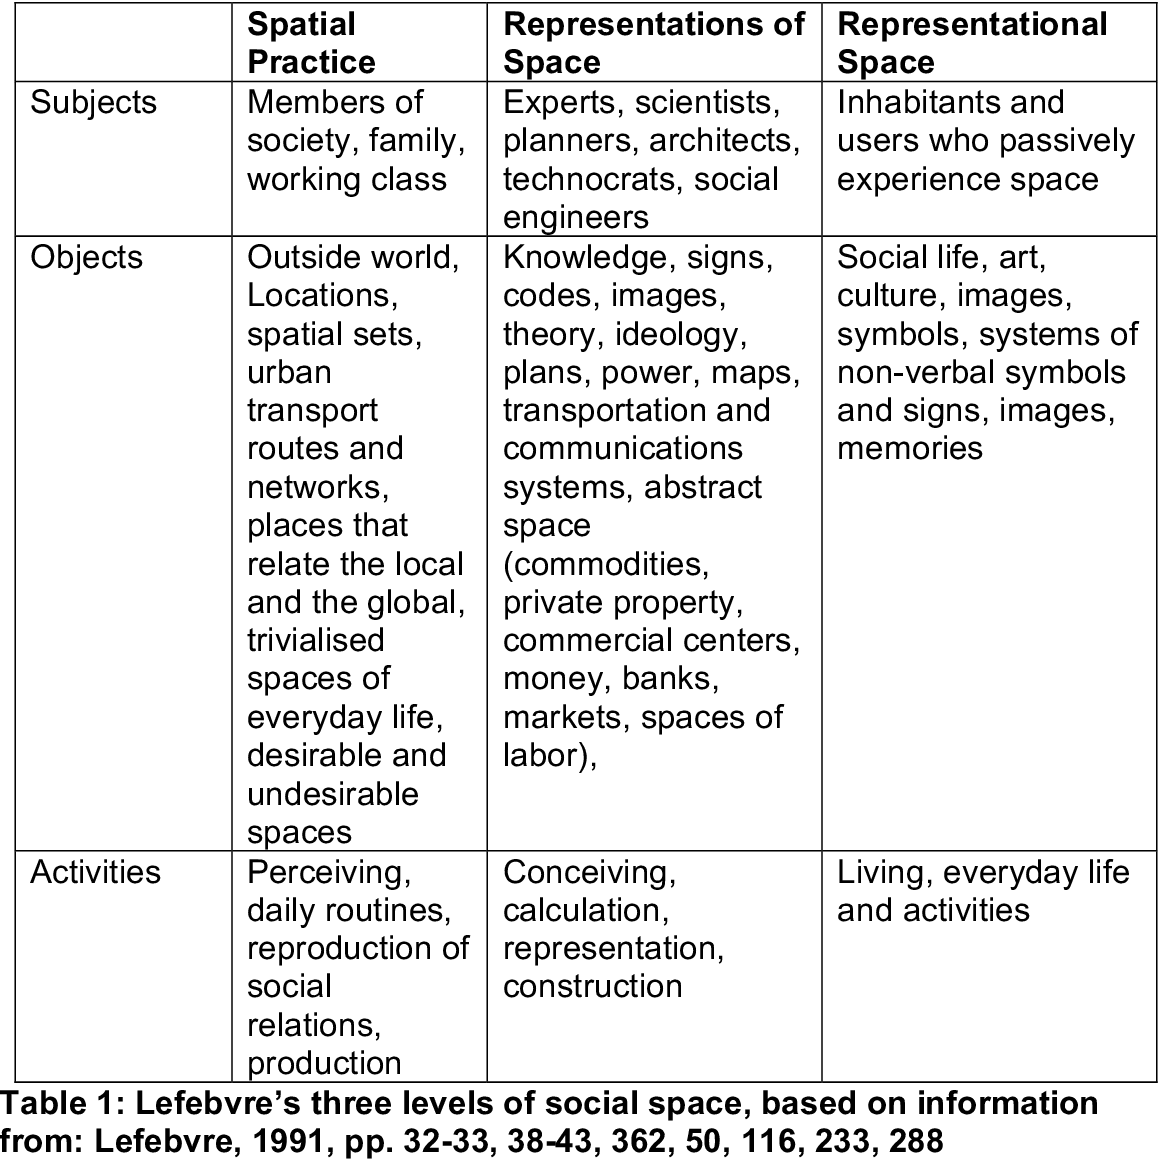 Spatial
Practice
Representations of
Space
Representational
Space
Subjects
Members of
society, family,
working class
Experts, scientists,
planners, architects,
technocrats, social
engineers
Inhabitants and
users who passively
experience space
Objects
Outside world,
Locations,
spatial sets,
urban
transport
routes and
networks,
places that
relate the local
and the global,
trivialised
spaces of
everyday life,
desirable and
undesirable
spaces
Knowledge, signs,
codes, images,
theory, ideology,
plans, power, maps,
transportation and
communications
systems, abstract
space
(commodities,
private property,
commercial centers,
money, banks,
markets, spaces of
labor),
Social life, art,
culture, images,
symbols, systems of
non-verbal symbols
and signs, images,
memories
Activities
Perceiving,
daily routines,
reproduction of
social
relations,
production
Conceiving,
calculation,
representation,
construction
Living, everyday life
and activities
Table 1: Lefebvre’s three levels of social space, based on information
from: Lefebvre, 1991, pp. 32-33, 38-43, 362, 50, 116, 233, 288